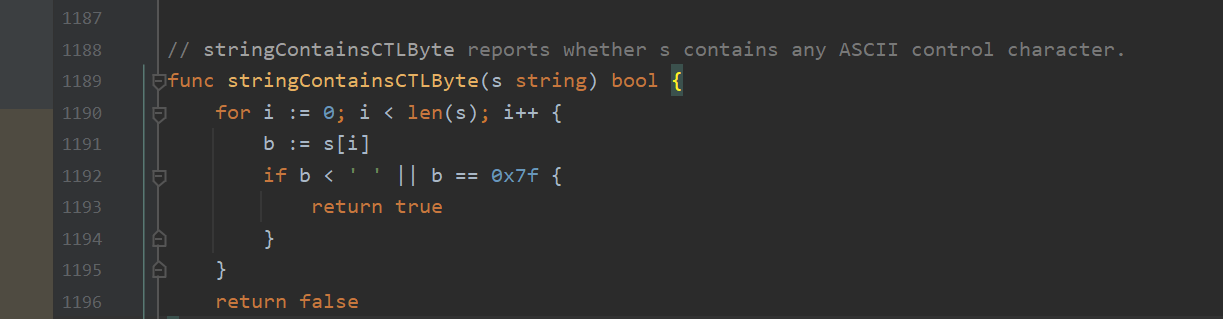 1187
1188 // stringContainsCTLByte reports whether s contains any ASCII control character.
1189 func stringContainsCTLByte(s string) bool {
1190     for i := 0; i < len(s); i++ {
1191         b := s[i]
1192         if b < ' ' || b == 0x7f {
1193             return true
1194         }
1195     }
1196     return false